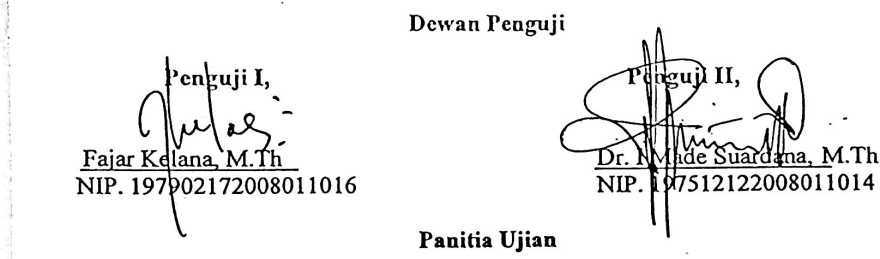 Dewan Penguji
Penguji I,
Penguji II,
Fajar Kelana, M.Th
Dr. I Made Suardana, M.Th
NIP. 197902172008011016
NIP. 197512122008011014
Panitia Ujian